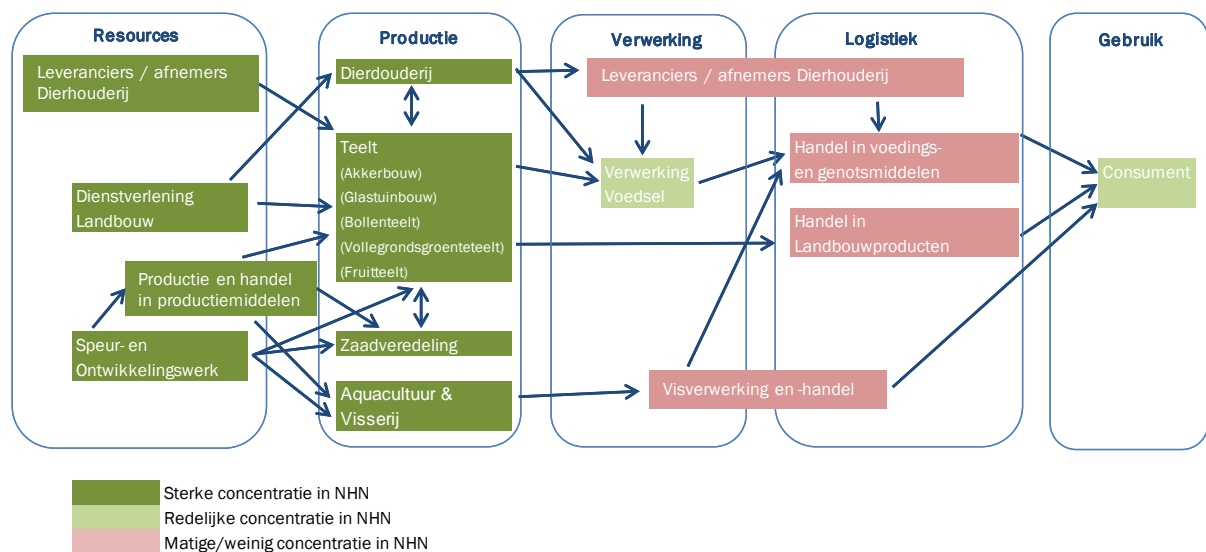 Resources
Leveranciers / afnemers
Dierhouderij
Dienstverlening
Landbouw
Productie en handel
in productiemiddelen
Speur- en
Ontwikkelingswerk
Productie
Dierdouderij
Teelt
(Akkerbouw)
(Glastuinbouw)
(Bollenteelt)
(Vollegrondsgroenteteelt)
(Fruitteelt)
Zaadveredeling
Aquacultuur &
Visserij
Verwerking
Leveranciers / afnemers Dierhouderij
Verwerking
Voedsel
Visverwerking en -handel
Logistiek
Handel in voedings-
en genotsmiddelen
Handel in
Landbouwproducten
Gebruik
Consument
Sterke concentratie in NHN
Redelijke concentratie in NHN
Matige/weinig concentratie in NHN